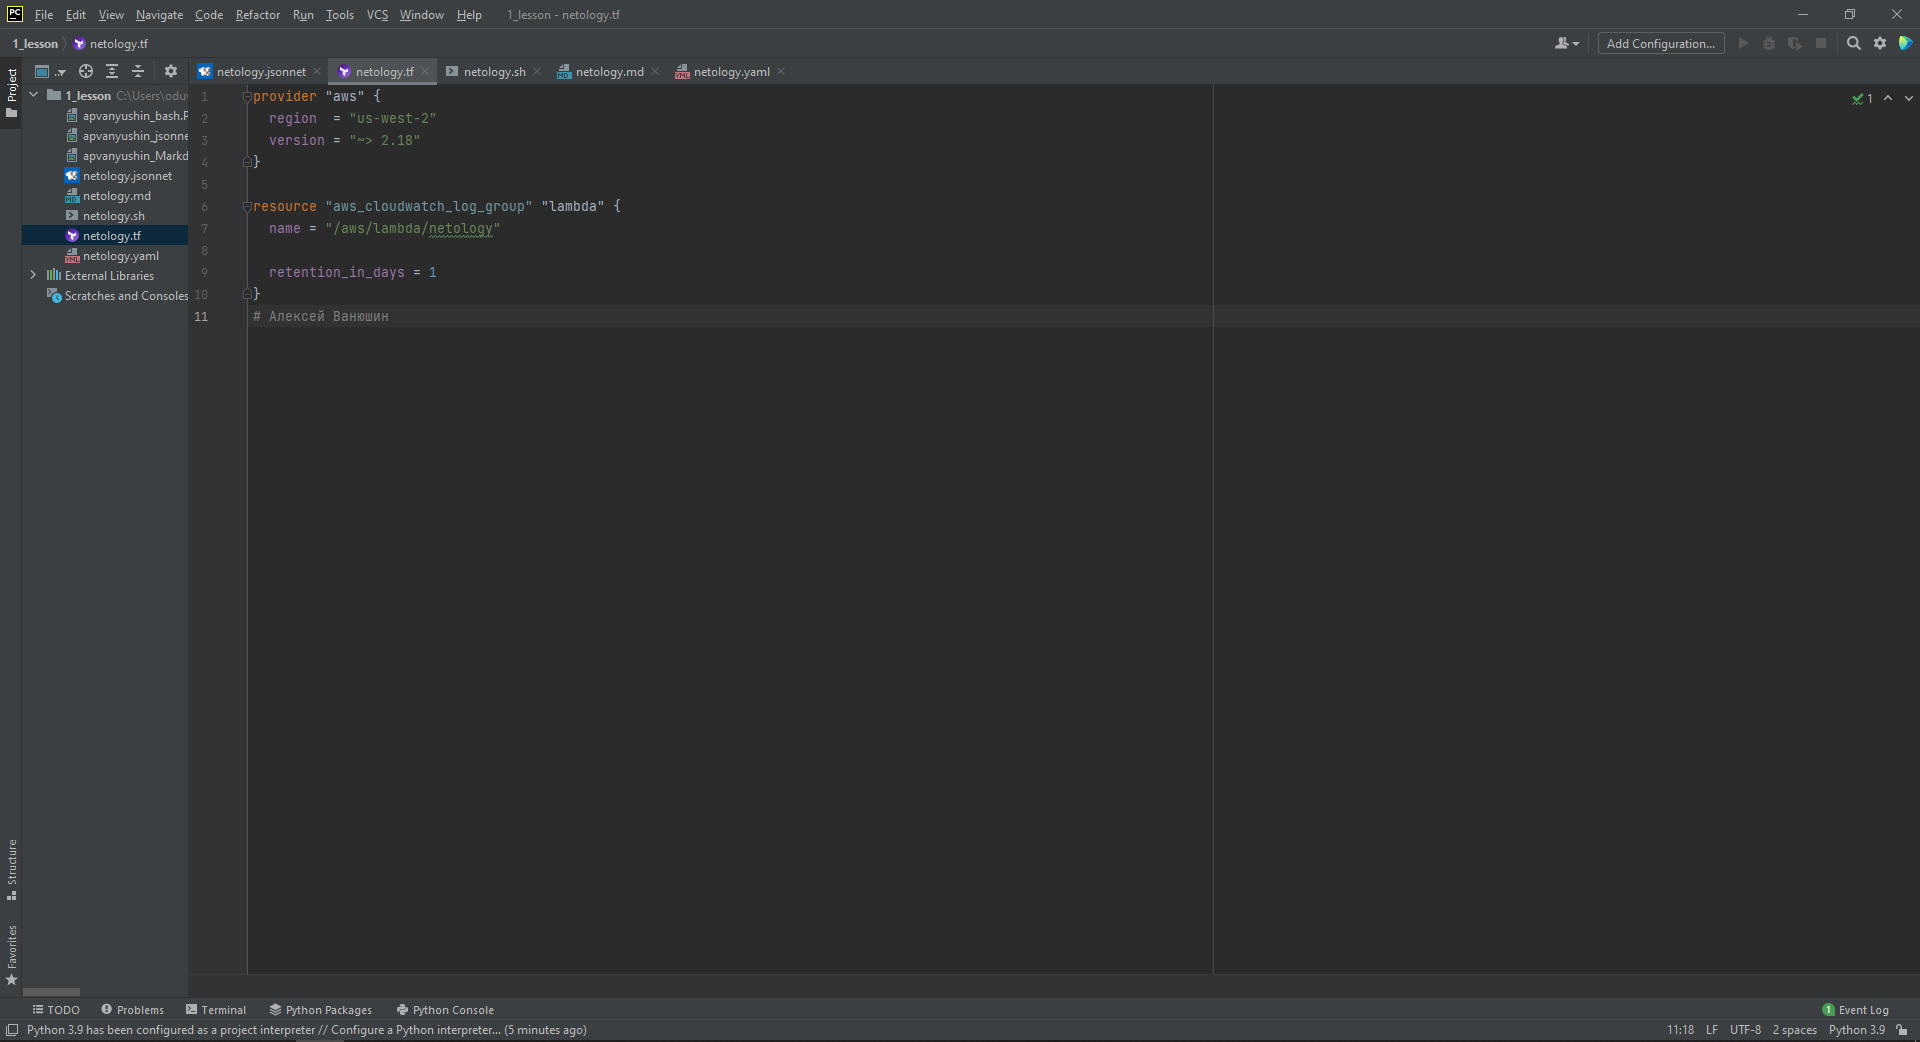 PC File Edit View Navigate Code Refactor Run Tools VCS Window Help 1_lesson - netology.tf
1_lesson netology.tf Add Configuration...
Project
netology.jsonnet netology.tf netology.sh netology.md netology.yaml
1_lesson C:\Users\oduv
apvanyushin_bash.P
apvanyushin_jsonne
apvanyushin_Markd
netology.jsonnet
netology.md
netology.sh
netology.tf
netology.yaml
External Libraries
Scratches and Consoles
1 provider "aws" {
2 region  = "us-west-2"
3 version = "~> 2.18"
4 }
5
6 resource "aws_cloudwatch_log_group" "lambda" {
7 name = "/aws/lambda/netology"
8
9 retention_in_days = 1
10 }
11 # Алексей Ванюшин
1
Structure
Favorites
TODO Problems Terminal Python Packages Python Console 1 Event Log
Python 3.9 has been configured as a project interpreter // Configure a Python interpreter... (5 minutes ago) 11:18 LF UTF-8 2 spaces Python 3.9